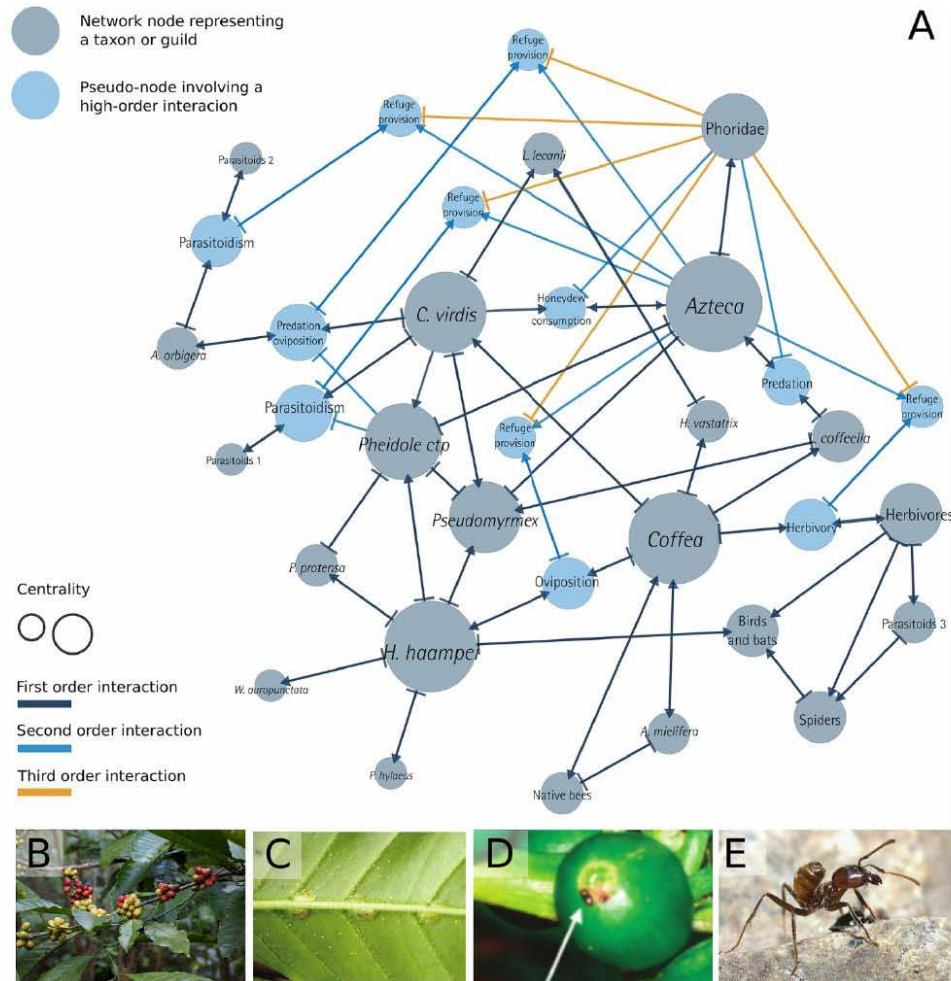 Network node representing
a taxon or guild
Pseudo-node involving a
high-order interacion
A
Refuge
provision
Refuge
provision
Phoridae
L. lecanii
Parasitoids 2
Refuge
provision
Parasitoidism
C. virdis
Honeydew
consumption
Azteca
Predation
oviposition
A. orbigera
Predation
Parasitoidism
Refuge
provision
H. vastatrix
Refuge
provision
coffeella
Pheidole ctp
Parasitoids 1
Pseudomyrmex
Coffea
Herbivory
Herbivores
P. protensa
Oviposition
Centrality
Birds
and bats
Parasitoids 3
H. haampe
W. auropunctata
First order interaction
Spiders
A. mielifera
Second order interaction
P. hylaeus
Native bees
Third order interaction
B
C
D
E